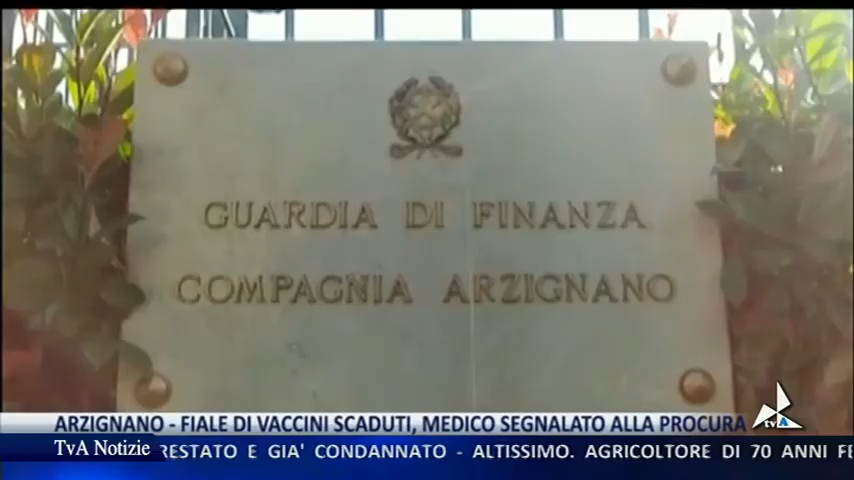 GUARDIA DI FINANZA
COMPAGNIA ARZIGNANO
ARZIGNANO - FIALE DI VACCINI SCADUTI, MEDICO SEGNALATO ALLA PROCURA
tvA
TvA Notizie
RESTATO E GIA' CONDANNATO - ALTISSIMO. AGRICOLTORE DI 70 ANNI FE